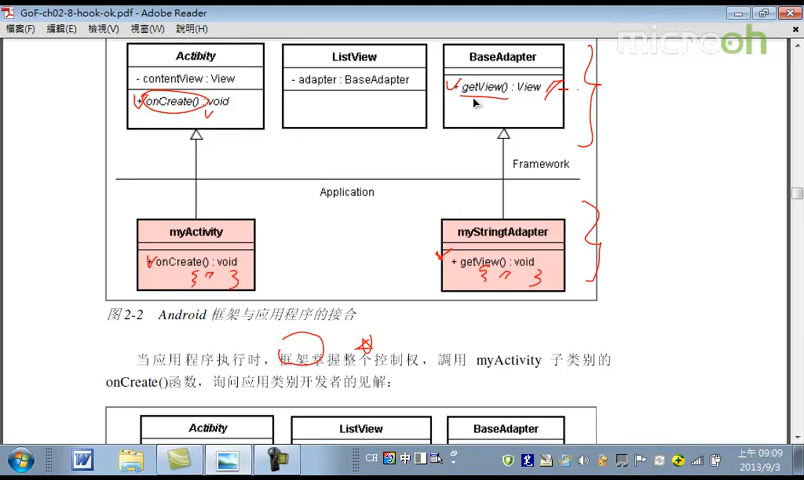 GoF-ch02-8-hook-ok.pdf - Adobe Reader
檔案(F) 編輯(E) 檢視(V) 視窗(W) 說明(H)
microoh
Activity ListView BaseAdapter
- contentView : View - adapter : BaseAdapter + getView() : View
+ onCreate() : void
Framework
Application
myActivity myStringtAdapter
+ onCreate() : void + getView() : void
图 2-2 Android 框架与应用程序的接合
当应用程序执行时，框架掌握整个控制权，調用 myActivity 子类别的
onCreate()函数，询问应用类别开发者的见解：
Activity ListView BaseAdapter
CH 中 上午 09:09
2013/9/3